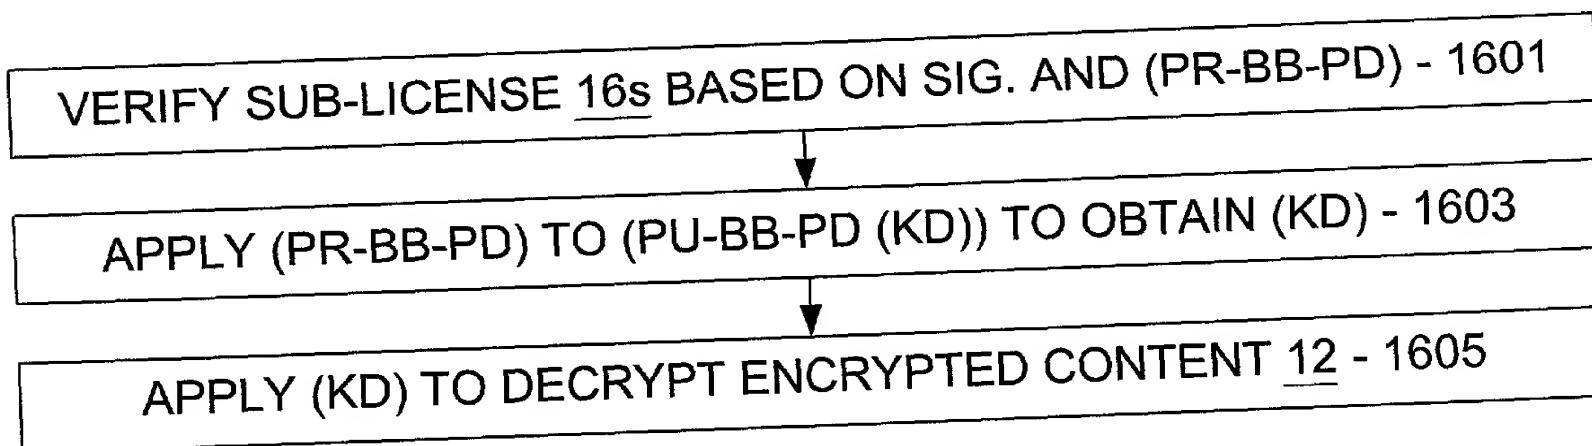 VERIFY SUB-LICENSE 16s BASED ON SIG. AND (PR-BB-PD) - 1601
APPLY (PR-BB-PD) TO (PU-BB-PD (KD)) TO OBTAIN (KD) - 1603
APPLY (KD) TO DECRYPT ENCRYPTED CONTENT 12 - 1605